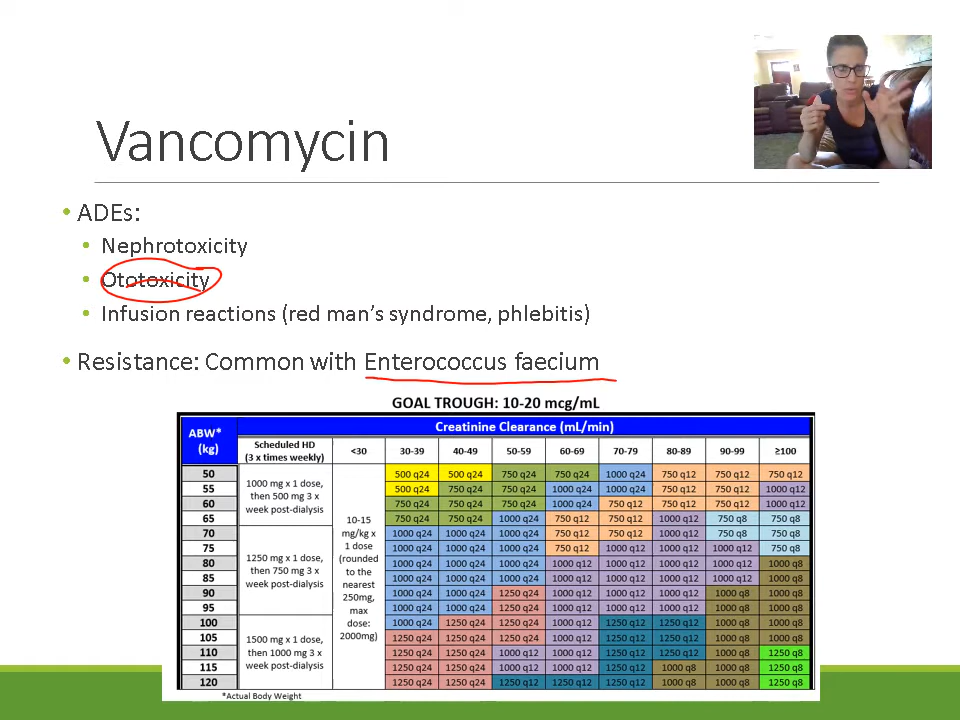 Vancomycin
• ADEs:
• Nephrotoxicity
• Ototoxicity
• Infusion reactions (red man's syndrome, phlebitis)
• Resistance: Common with Enterococcus faecium
GOAL TROUGH: 10-20 mcg/mL
ABW* (kg) Creatinine Clearance (mL/min)
Scheduled HD (3 x times weekly) <30 30-39 40-49 50-59 60-69 70-79 80-89 90-99 ≥100
1000 mg x 1 dose,
then 500 mg 3 x
week post-dialysis
1250 mg x 1 dose,
then 750 mg 3 x
week post-dialysis
1500 mg x 1 dose,
then 1000 mg 3 x
week post-dialysis
10-15
mg/kg x
1 dose
(rounded
to the
nearest
250mg,
max
dose:
2000mg)
50 500 q24 500 q24 750 q24 750 q24 1000 q24 750 q12 750 q12 750 q12
55 500 q24 750 q24 750 q24 1000 q24 1000 q24 750 q12 750 q12 1000 q12
60 750 q24 750 q24 750 q24 1000 q24 750 q12 750 q12 750 q12 1000 q12
65 750 q24 750 q24 1000 q24 750 q12 750 q12 1000 q12 750 q8 750 q8
70 1000 q24 1000 q24 1000 q24 750 q12 750 q12 1000 q12 750 q8 750 q8
75 1000 q24 1000 q24 1000 q24 750 q12 1000 q12 1000 q12 1000 q12 750 q8
80 1000 q24 1000 q24 1000 q24 1000 q12 1000 q12 1000 q12 1000 q12 1000 q8
85 1000 q24 1000 q24 1000 q24 1000 q12 1000 q12 1000 q12 1000 q12 1000 q8
90 1000 q24 1000 q24 1250 q24 1000 q12 1000 q12 1000 q12 1000 q8 1000 q8
95 1000 q24 1000 q24 1250 q24 1000 q12 1000 q12 1000 q12 1000 q8 1000 q8
100 1000 q24 1250 q24 1250 q24 1000 q12 1250 q12 1250 q12 1000 q8 1000 q8
105 1250 q24 1250 q24 1250 q24 1000 q12 1250 q12 1250 q12 1000 q8 1000 q8
110 1250 q24 1250 q24 1000 q12 1000 q12 1250 q12 1250 q12 1000 q8 1250 q8
115 1250 q24 1250 q24 1000 q12 1000 q12 1250 q12 1000 q8 1000 q8 1250 q8
120 1250 q24 1250 q24 1250 q12 1250 q12 1250 q12 1000 q8 1000 q8 1250 q8
*Actual Body Weight